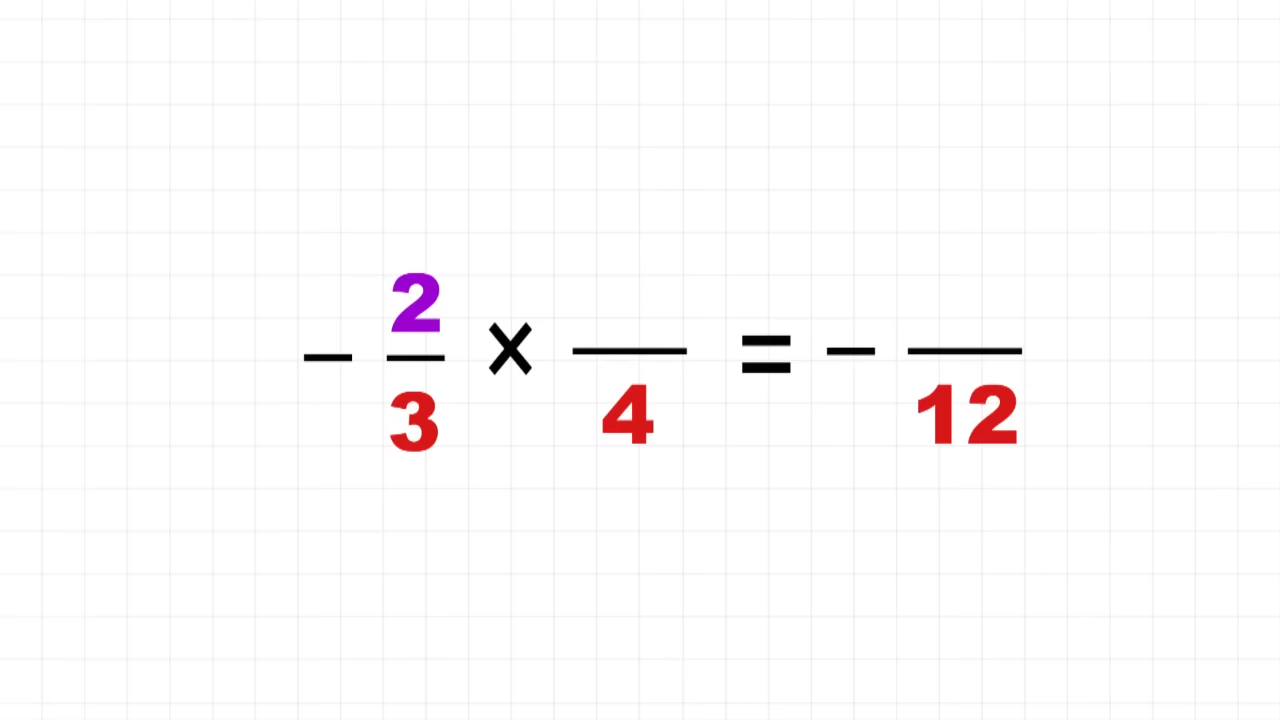 - 2/3 × /4 = - /12